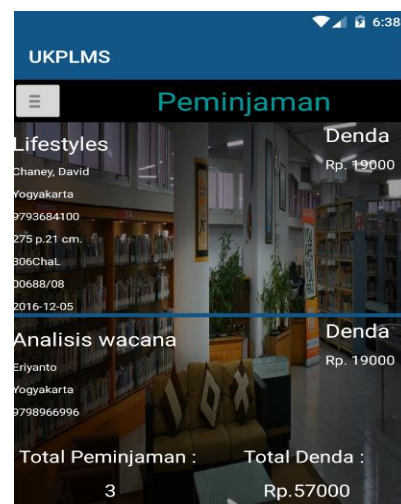 6:38
UKPLMS
Peminjaman
Lifestyles
Denda
Chaney, David
Rp. 19000
Yogyakarta
9793684100
275 p.21 cm.
306ChaL
00688/08
2016-12-05
Analisis wacana
Denda
Eriyanto
Rp. 19000
Yogyakarta
9798966996
Total Peminjaman :
Total Denda :
3
Rp.57000